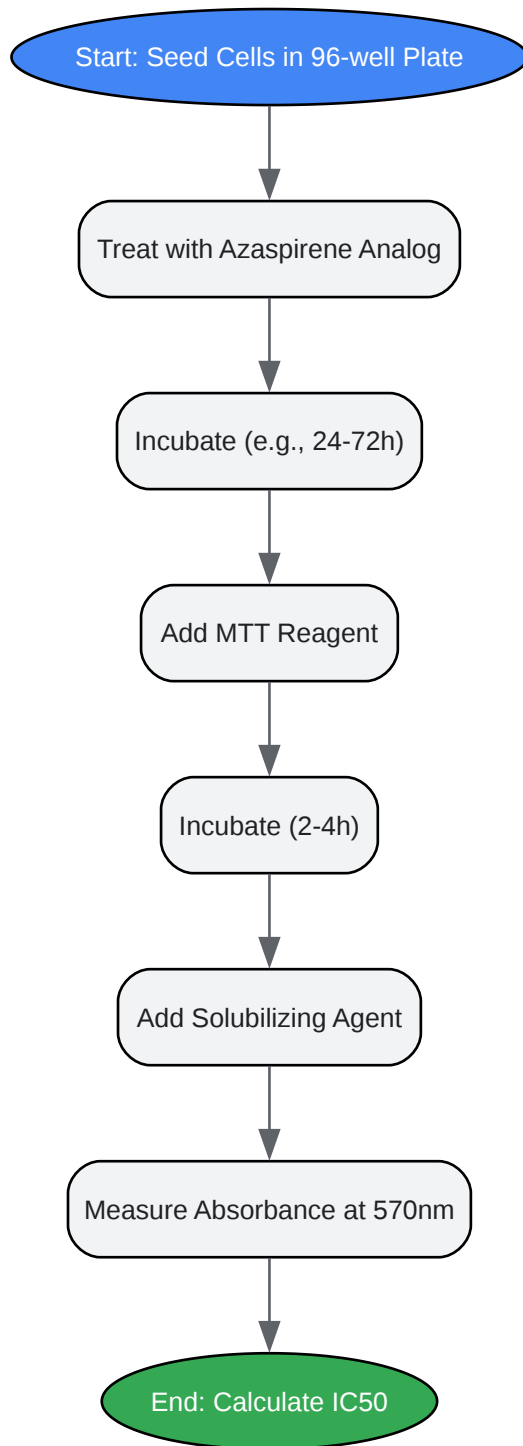 Start: Seed Cells in 96-well Plate
Treat with Azaspirene Analog
Incubate (e.g., 24-72h)
Add MTT Reagent
Incubate (2-4h)
Add Solubilizing Agent
Measure Absorbance at 570nm
End: Calculate IC50